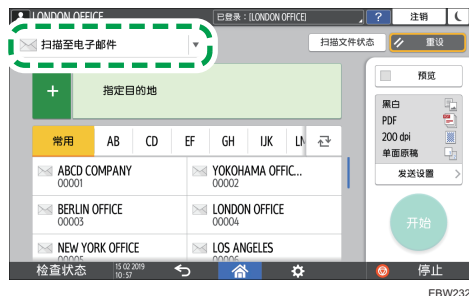 LONDON OFFICE
已登录：[LONDON OFFICE]
?
注销
扫描至电子邮件
扫描文件状态
重设
+
指定目的地
预览
黑白
PDF
200 dpi
单面原稿
发送设置
常用
AB
CD
EF
GH
IJK
LN
ABCD COMPANY
00001
YOKOHAMA OFFIC...
00002
BERLIN OFFICE
00003
LONDON OFFICE
00004
NEW YORK OFFICE
00005
LOS ANGELES
00006
开始
检查状态
15 02 2019
10:57
停止
EBW232